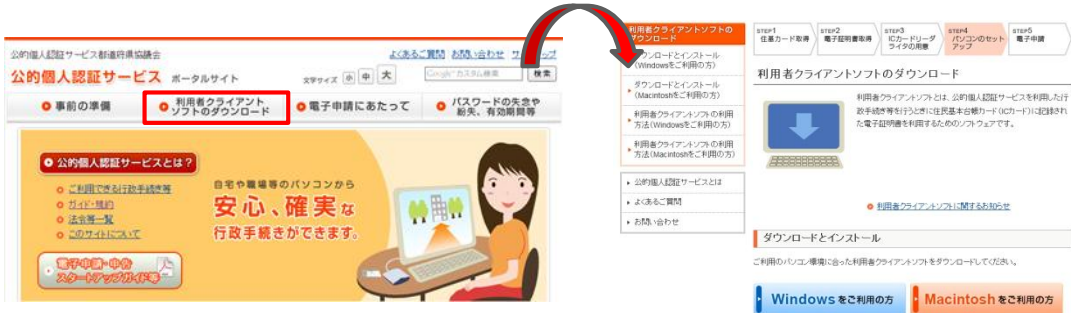 公的個人認証サービス都道府県協議会
よくあるご質問 お問い合わせ
公的個人認証サービス ポータルサイト
文字サイズ 小 中 大
Google カスタム検索 検索
事前の準備
利用者クライアント
ソフトのダウンロード
電子申請にあたって
パスワードの失念や
紛失、有効期間等
公的個人認証サービスとは?
ご利用できる行政手続き等
ガイド・規約
法令等一覧
このサイトについて
電子申請・申告
スタートアップガイド等
自宅や職場等のパソコンから
安心、確実な
行政手続きができます。
利用者クライアントソフトの
ダウンロード
ダウンロードとインストール
(Windowsをご利用の方)
ダウンロードとインストール
(Macintoshをご利用の方)
利用者クライアントソフトの利用
方法(Windowsをご利用の方)
利用者クライアントソフトの利用
方法(Macintoshをご利用の方)
公的個人認証サービスとは
よくあるご質問
お問い合わせ
STEP1
住基カード取得
STEP2
電子証明書取得
STEP3
ICカードリーダ
ライタの用意
STEP4
パソコンのセット
アップ
STEP5
電子申請
利用者クライアントソフトのダウンロード
利用者クライアントソフトとは、公的個人認証サービスを利用した行
政手続き等を行うときに住民基本台帳カード(ICカード)に記録され
た電子証明書を利用するためのソフトウェアです。
利用者クライアントソフトに関するお知らせ
ダウンロードとインストール
ご利用のパソコン環境に合った利用者クライアントソフトをダウンロードしてください。
Windows をご利用の方
Macintosh をご利用の方